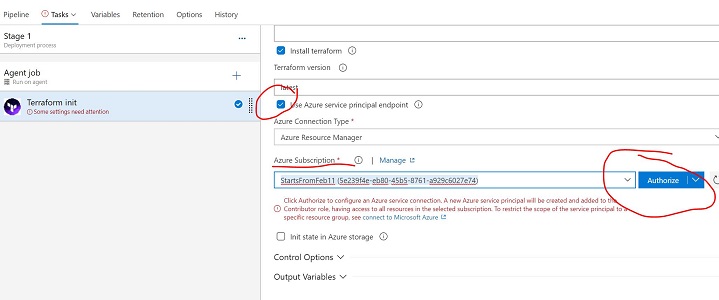 Pipeline Tasks Variables Retention Options History
Stage 1
Deployment process
Agent job
Run on agent
Terraform init
Some settings need attention
Install terraform
Terraform version
latest
Use Azure service principal endpoint
Azure Connection Type *
Azure Resource Manager
Azure Subscription * | Manage
StartsFromFeb11 (5e239f4e-eb80-45b5-8761-a929c6027e74)
Authorize
Click Authorize to configure an Azure service connection. A new Azure service principal will be created and added to the
Contributor role, having access to all resources in the selected subscription. To restrict the scope of the service principal to a
specific resource group, see connect to Microsoft Azure
Init state in Azure storage
Control Options
Output Variables